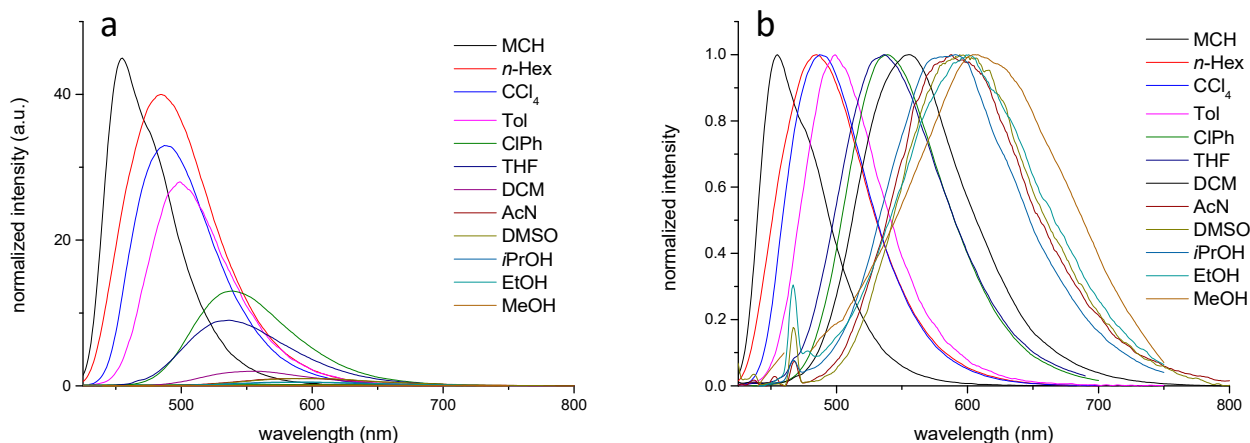 a
normalized intensity (a.u.)
40
20
0
500
600
700
800
wavelength (nm)
MCH
n-Hex
CCl4
Tol
ClPh
THF
DCM
AcN
DMSO
iPrOH
EtOH
MeOH
b
normalized intensity
1.0
0.8
0.6
0.4
0.2
0.0
500
600
700
800
wavelength (nm)
MCH
n-Hex
CCl4
Tol
ClPh
THF
DCM
AcN
DMSO
iPrOH
EtOH
MeOH